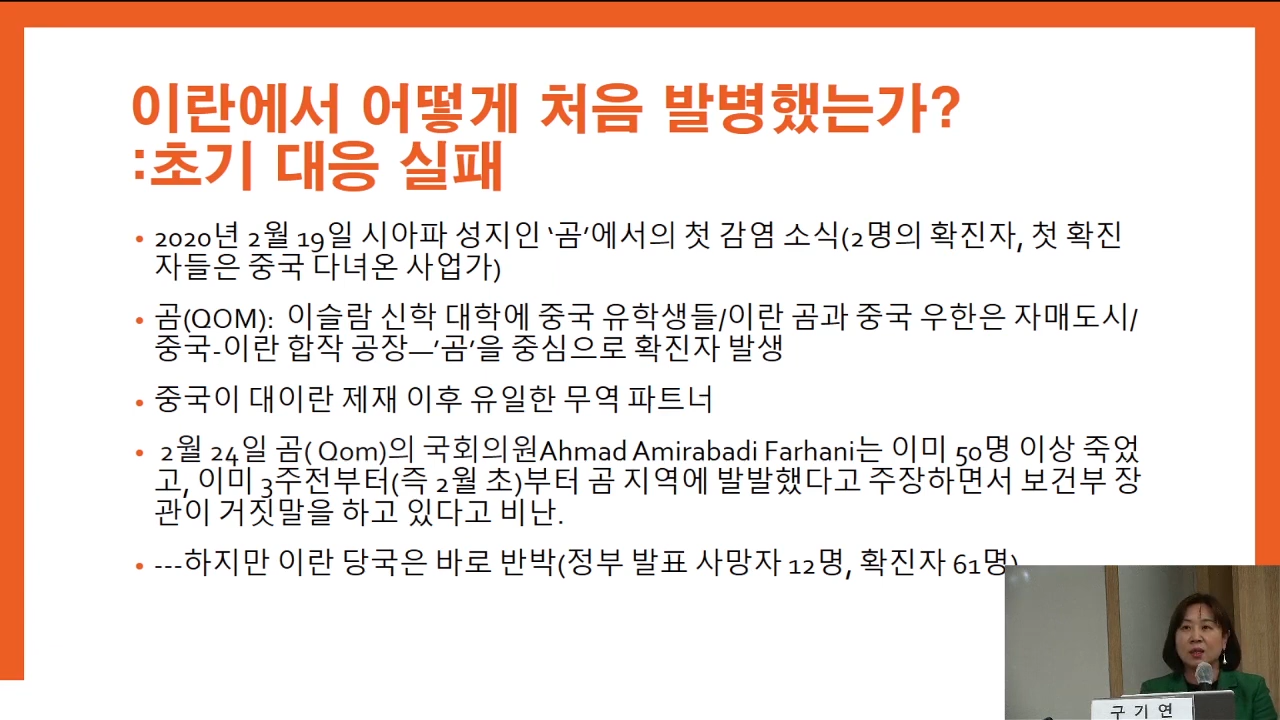 이란에서 어떻게 처음 발병했는가?
:초기 대응 실패
• 2020년 2월 19일 시아파 성지인 ‘곰’에서의 첫 감염 소식(2명의 확진자, 첫 확진
자들은 중국 다녀온 사업가)
• 곰(QOM): 이슬람 신학 대학에 중국 유학생들/이란 곰과 중국 우한은 자매도시/
중국-이란 합작 공장—’곰’을 중심으로 확진자 발생
• 중국이 대이란 제재 이후 유일한 무역 파트너
• 2월 24일 곰( Qom)의 국회의원Ahmad Amirabadi Farhani는 이미 50명 이상 죽었
고, 이미 3주전부터(즉 2월 초)부터 곰 지역에 발발했다고 주장하면서 보건부 장
관이 거짓말을 하고 있다고 비난.
• ---하지만 이란 당국은 바로 반박(정부 발표 사망자 12명, 확진자 61명)
구 기 연